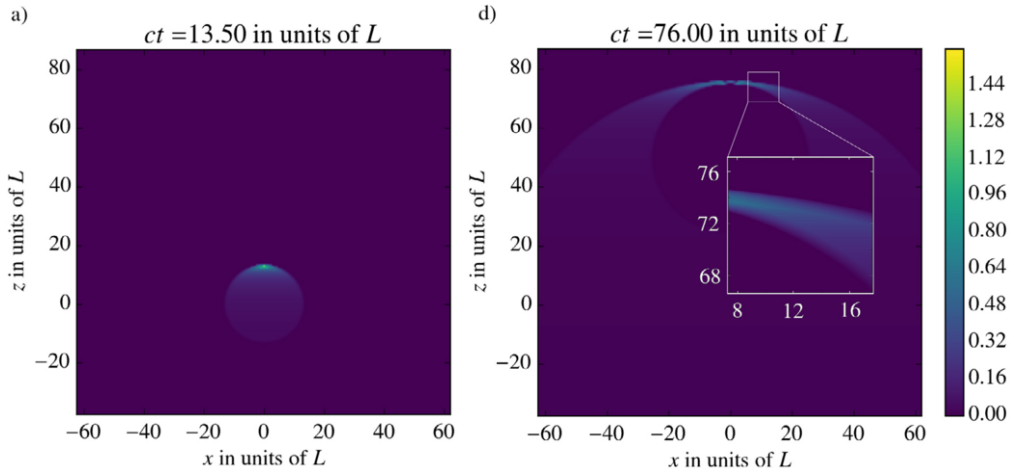 a)
ct =13.50 in units of L
80
60
40
20
0
−20
−60 −40 −20 0 20 40 60
x in units of L
z in units of L
d)
ct =76.00 in units of L
80
60
40
20
0
−20
−60 −40 −20 0 20 40 60
x in units of L
z in units of L
76
72
68
8 12 16
1.44
1.28
1.12
0.96
0.80
0.64
0.48
0.32
0.16
0.00